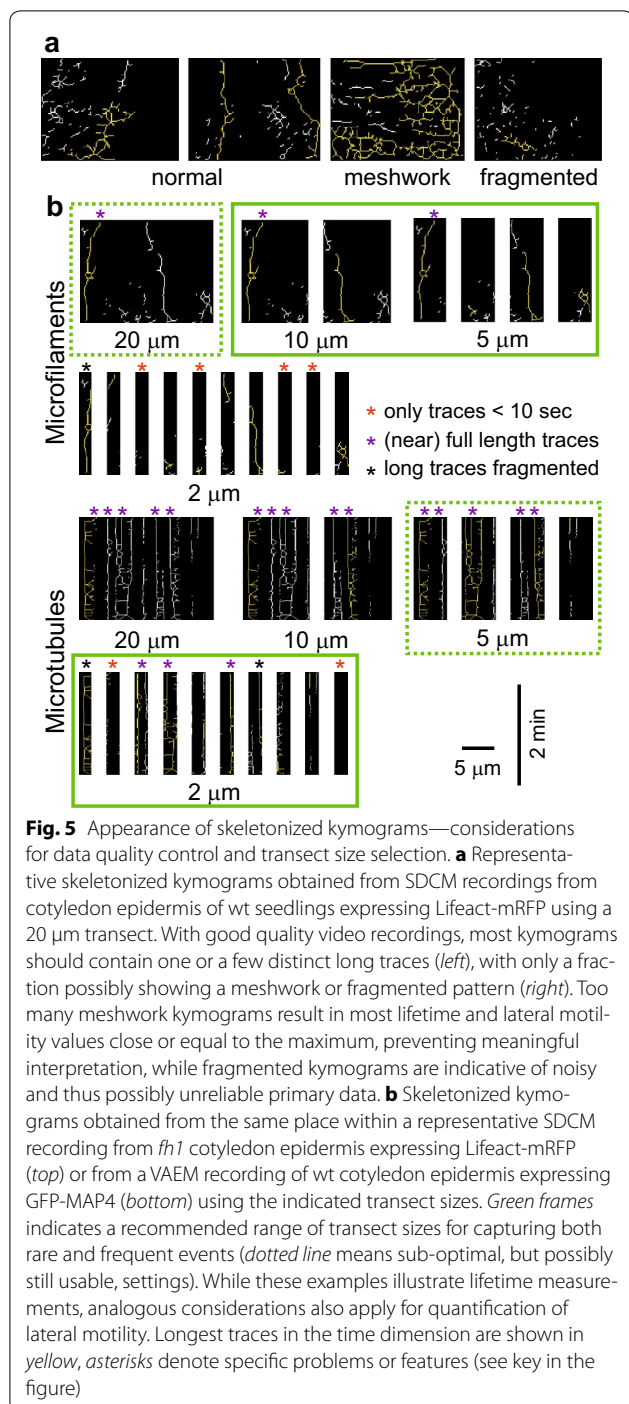 a
normal meshwork fragmented
b
Microfilaments
* *  *
20 µm 10 µm 5 µm
* * * * *
* only traces < 10 sec
* (near) full length traces
* long traces fragmented
2 µm
Microtubules
*** ** *** ** ** * **
20 µm 10 µm 5 µm
* * * * * * *
2 µm
5 µm
2 min
Fig. 5 Appearance of skeletonized kymograms—considerations
for data quality control and transect size selection. a Representa-
tive skeletonized kymograms obtained from SDCM recordings from
cotyledon epidermis of wt seedlings expressing Lifeact-mRFP using a
20 µm transect. With good quality video recordings, most kymograms
should contain one or a few distinct long traces (left), with only a frac-
tion possibly showing a meshwork or fragmented pattern (right). Too
many meshwork kymograms result in most lifetime and lateral motil-
ity values close or equal to the maximum, preventing meaningful
interpretation, while fragmented kymograms are indicative of noisy
and thus possibly unreliable primary data. b Skeletonized kymo-
grams obtained from the same place within a representative SDCM
recording from fh1 cotyledon epidermis expressing Lifeact-mRFP
(top) or from a VAEM recording of wt cotyledon epidermis expressing
GFP-MAP4 (bottom) using the indicated transect sizes. Green frames
indicates a recommended range of transect sizes for capturing both
rare and frequent events (dotted line means sub-optimal, but possibly
still usable, settings). While these examples illustrate lifetime measure-
ments, analogous considerations also apply for quantification of
lateral motility. Longest traces in the time dimension are shown in
yellow, asterisks denote specific problems or features (see key in the
figure)